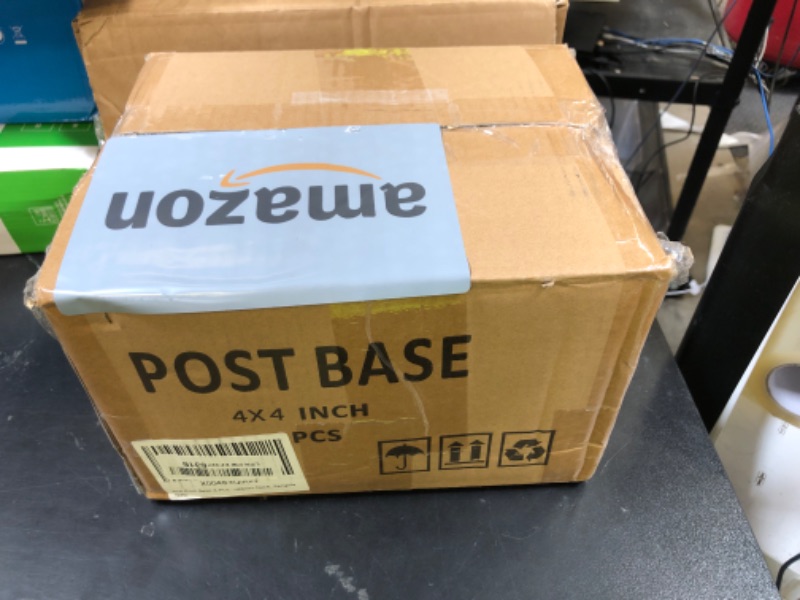 amazon
POST BASE
4X4 INCH
PCS